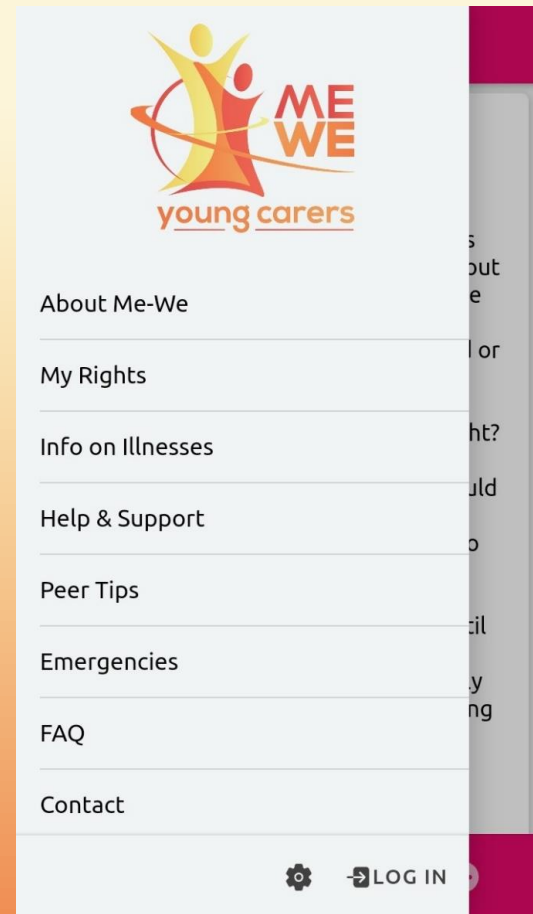 ME
WE
young carers
About Me-We
My Rights
Info on Illnesses
Help & Support
Peer Tips
Emergencies
FAQ
Contact
LOG IN